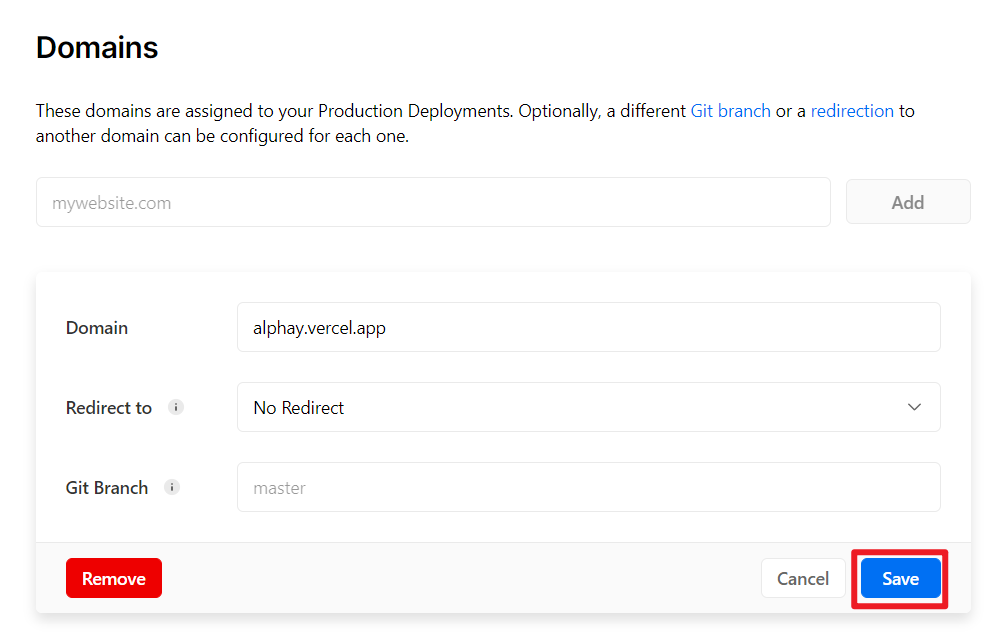 Domains
These domains are assigned to your Production Deployments. Optionally, a different Git branch or a redirection to
another domain can be configured for each one.
mywebsite.com
Add
Domain
alphay.vercel.app
Redirect to
No Redirect
Git Branch
master
Remove
Cancel
Save